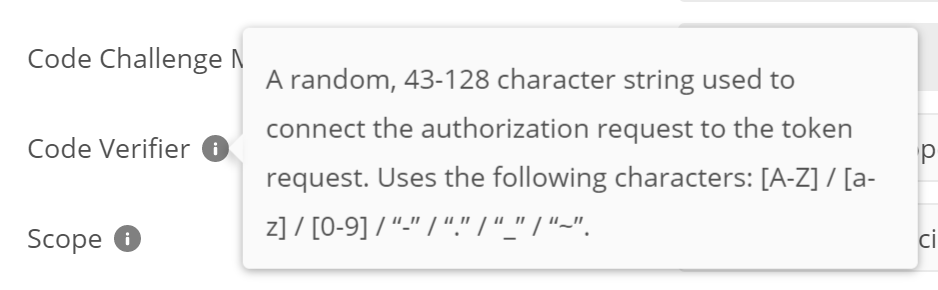 Code Challenge
A random, 43-128 character string used to
connect the authorization request to the token
request. Uses the following characters: [A-Z] / [a-
z] / [0-9] / “-” / “.” / “_” / “~”.
Code Verifier
Scope